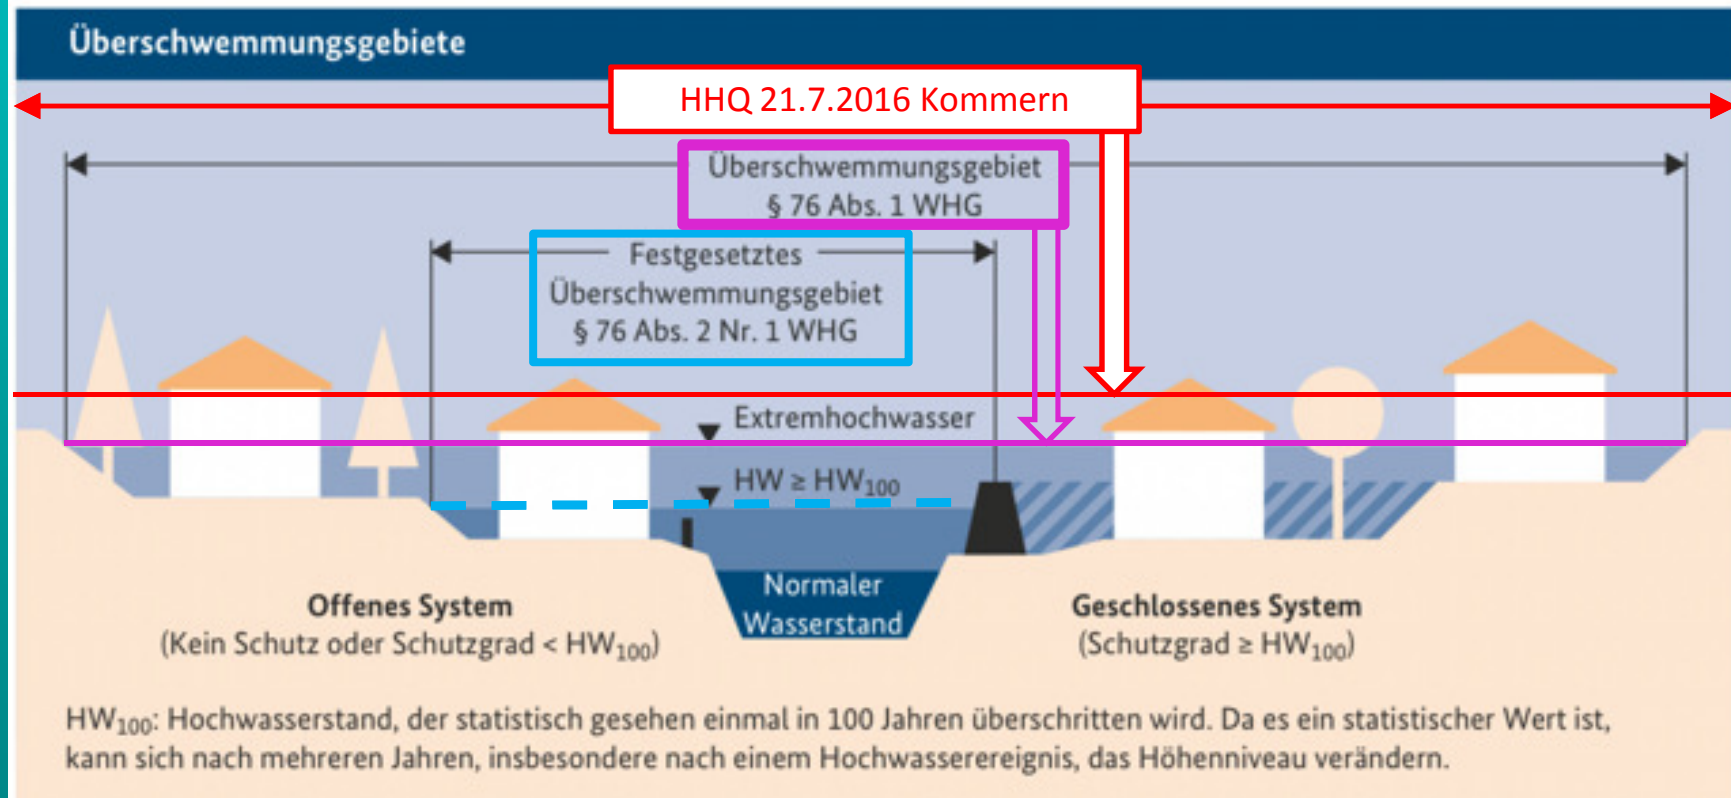 Überschwemmungsgebiete
HHQ 21.7.2016 Kommern
Überschwemmungsgebiet
§ 76 Abs. 1 WHG
Festgesetztes
Überschwemmungsgebiet
§ 76 Abs. 2 Nr. 1 WHG
Extremhochwasser
HW ≥ HW₁₀₀
Normaler
Wasserstand
Offenes System
(Kein Schutz oder Schutzgrad < HW₁₀₀)
Geschlossenes System
(Schutzgrad ≥ HW₁₀₀)
HW₁₀₀: Hochwasserstand, der statistisch gesehen einmal in 100 Jahren überschritten wird. Da es ein statistischer Wert ist,
kann sich nach mehreren Jahren, insbesondere nach einem Hochwasserereignis, das Höhenniveau verändern.